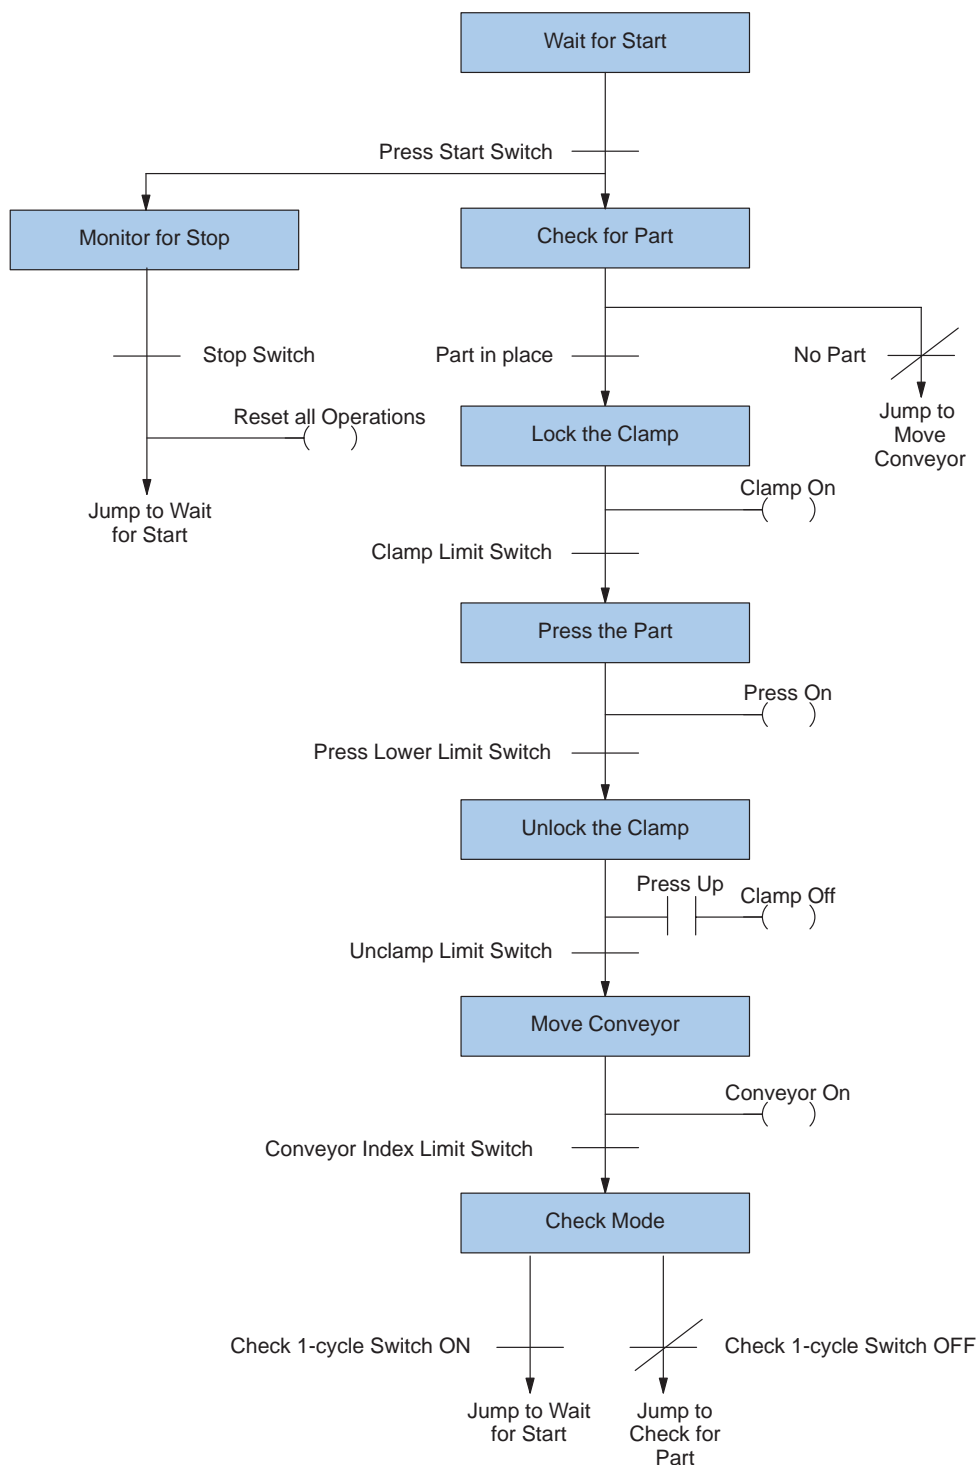 Wait for Start
Press Start Switch
Monitor for Stop
Check for Part
Stop Switch
Part in place
No Part
Reset all Operations
Jump to
Move
Conveyor
Lock the Clamp
Clamp On
Jump to Wait
for Start
Clamp Limit Switch
Press the Part
Press On
Press Lower Limit Switch
Unlock the Clamp
Press Up
Clamp Off
Unclamp Limit Switch
Move Conveyor
Conveyor On
Conveyor Index Limit Switch
Check Mode
Check 1-cycle Switch ON
Check 1-cycle Switch OFF
Jump to Wait
for Start
Jump to
Check for
Part